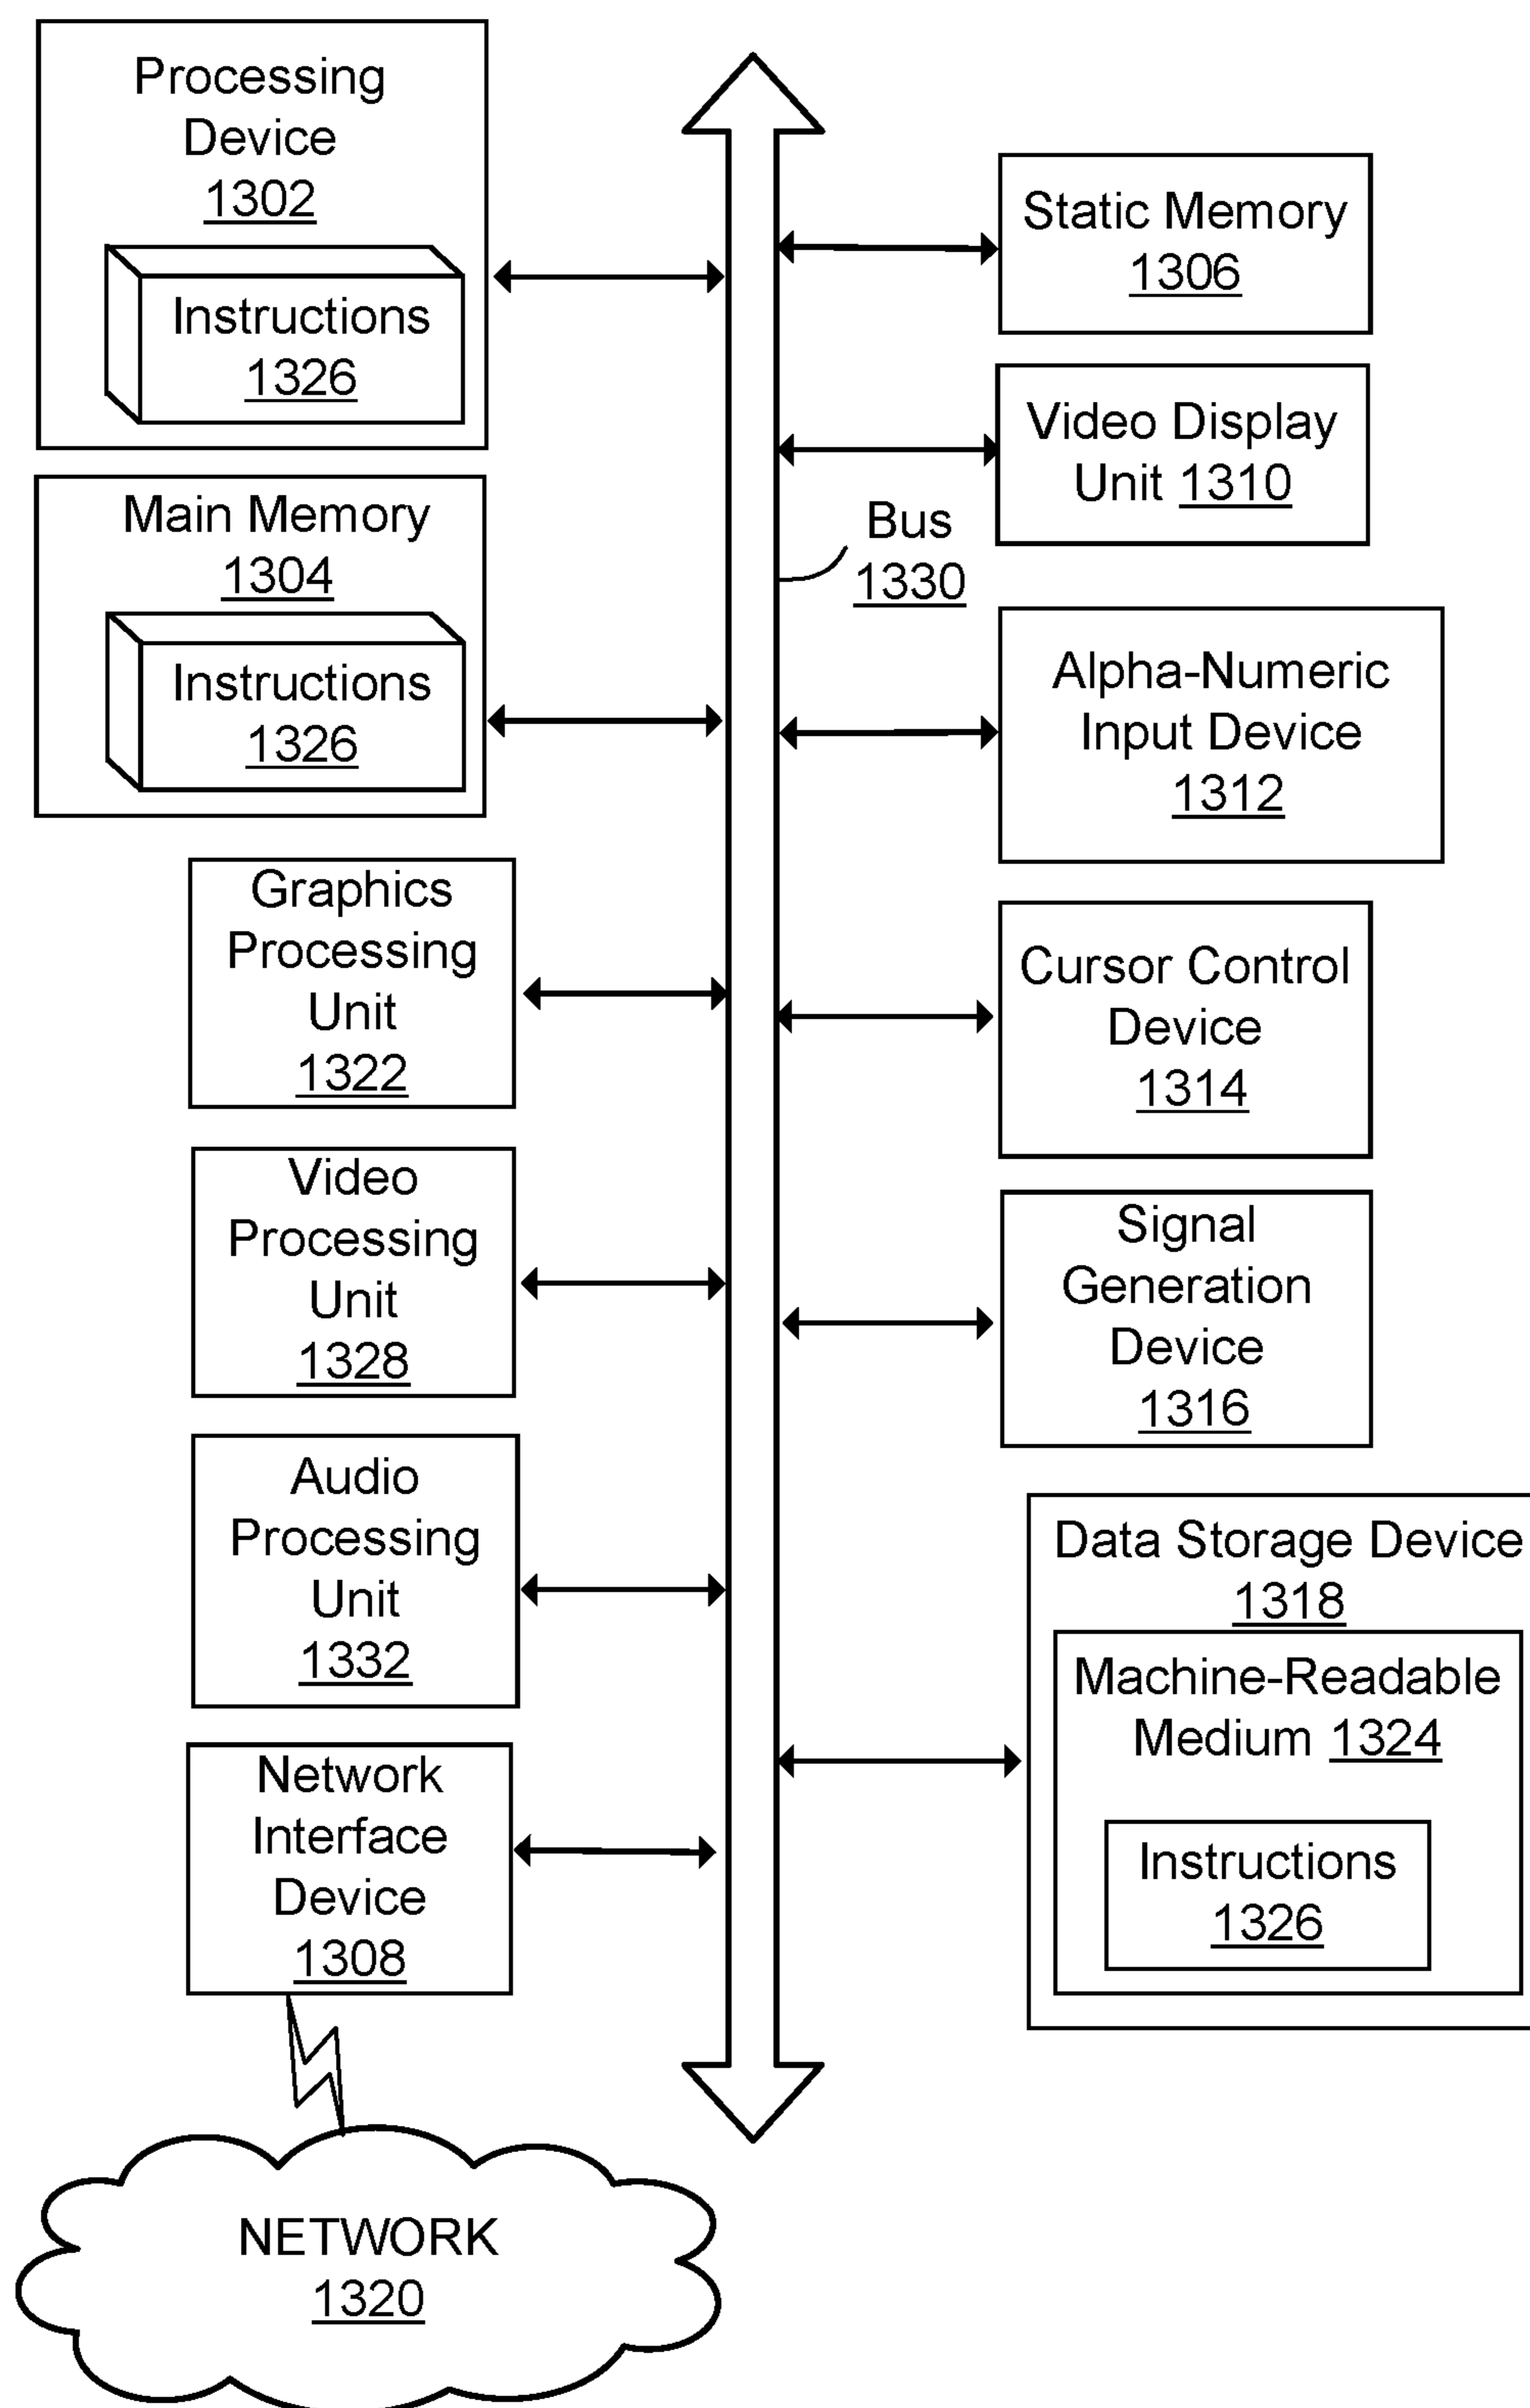 Processing
Device
1302
Instructions
1326
Main Memory
1304
Instructions
1326
Graphics
Processing
Unit
1322
Video
Processing
Unit
1328
Audio
Processing
Unit
1332
Network
Interface
Device
1308
NETWORK
1320
Bus
1330
Static Memory
1306
Video Display
Unit 1310
Alpha-Numeric
Input Device
1312
Cursor Control
Device
1314
Signal
Generation
Device
1316
Data Storage Device
1318
Machine-Readable
Medium 1324
Instructions
1326